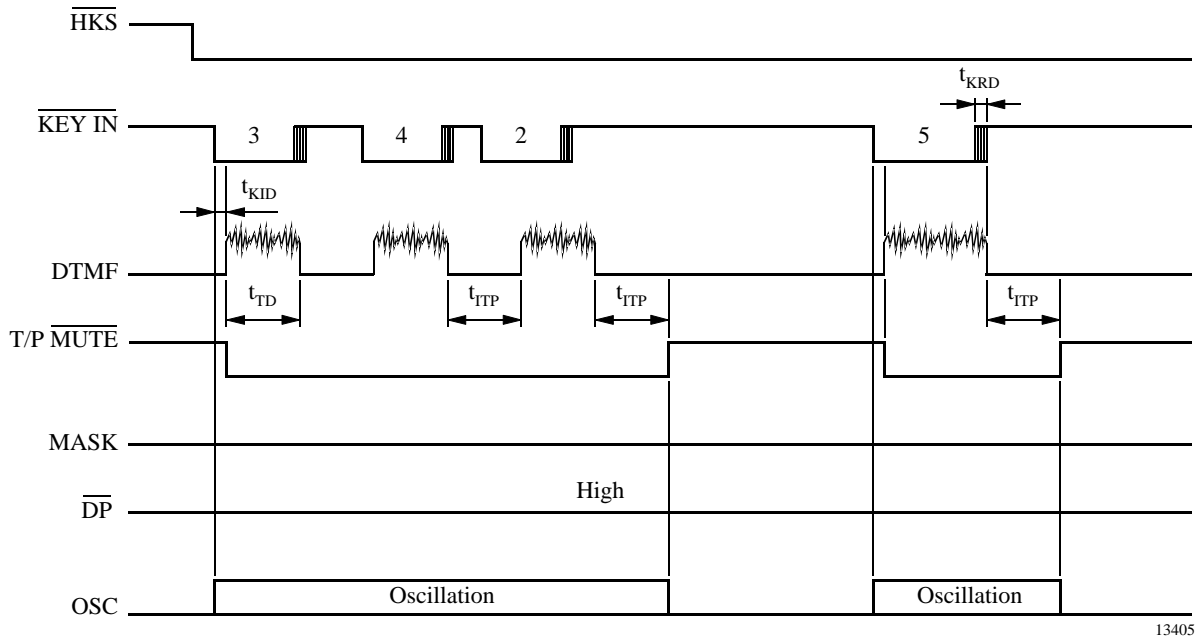 HKS
tKRD
KEY IN
3
4
2
5
tKID
DTMF
tTD
tITP
tITP
tITP
T/P MUTE
MASK
High
DP
Oscillation
Oscillation
OSC
13405